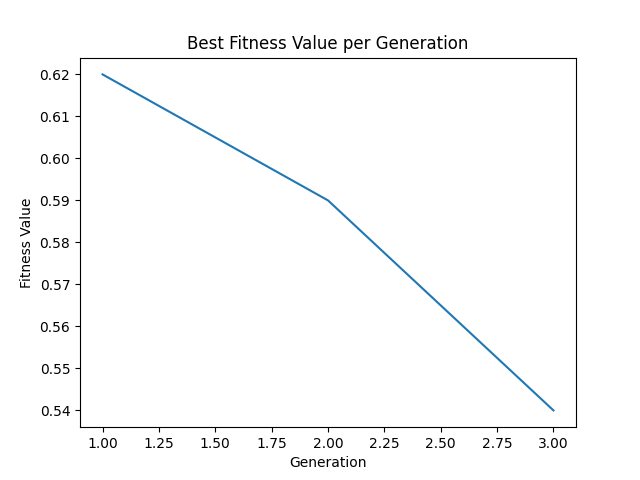 Best Fitness Value per Generation
0.62
0.61
0.60
0.59
0.58
0.57
0.56
0.55
0.54
Fitness Value
1.00 1.25 1.50 1.75 2.00 2.25 2.50 2.75 3.00
Generation